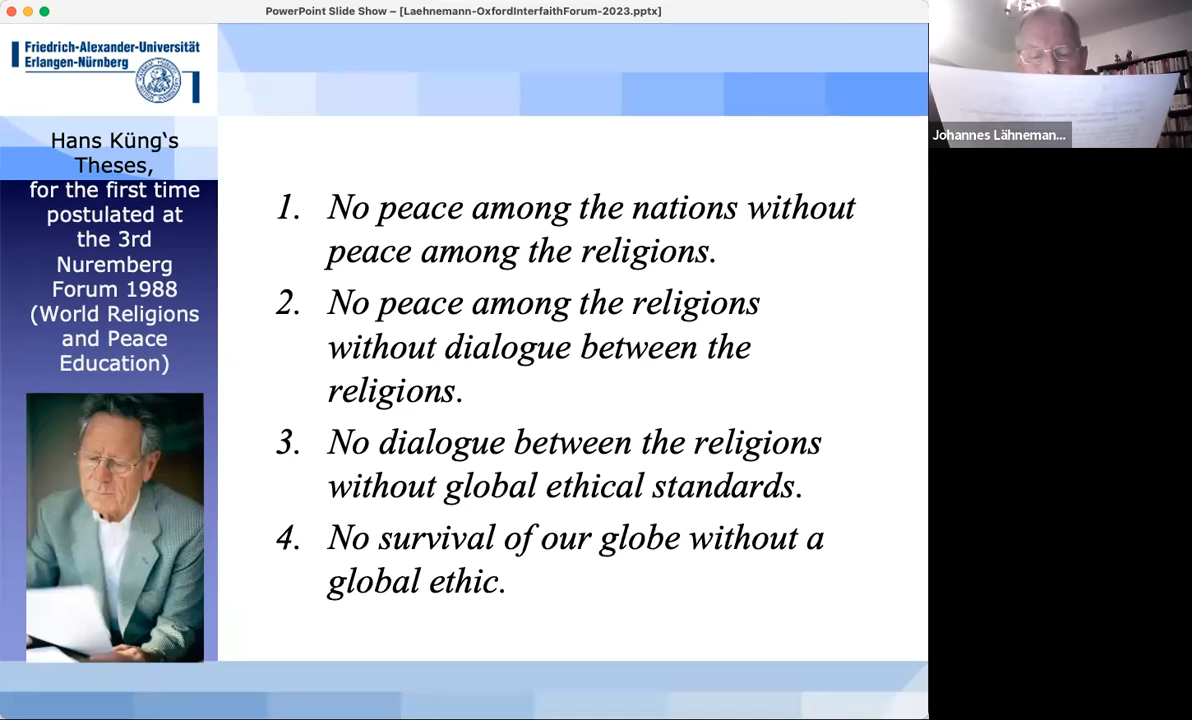 PowerPoint Slide Show – [Laehnemann-OxfordInterfaithForum-2023.pptx]
Friedrich-Alexander-Universität
Erlangen-Nürnberg
Hans Küng‘s
Theses,
for the first time
postulated at
the 3rd
Nuremberg
Forum 1988
(World Religions
and Peace
Education)
1. No peace among the nations without
peace among the religions.
2. No peace among the religions
without dialogue between the
religions.
3. No dialogue between the religions
without global ethical standards.
4. No survival of our globe without a
global ethic.
Johannes Lähneman...